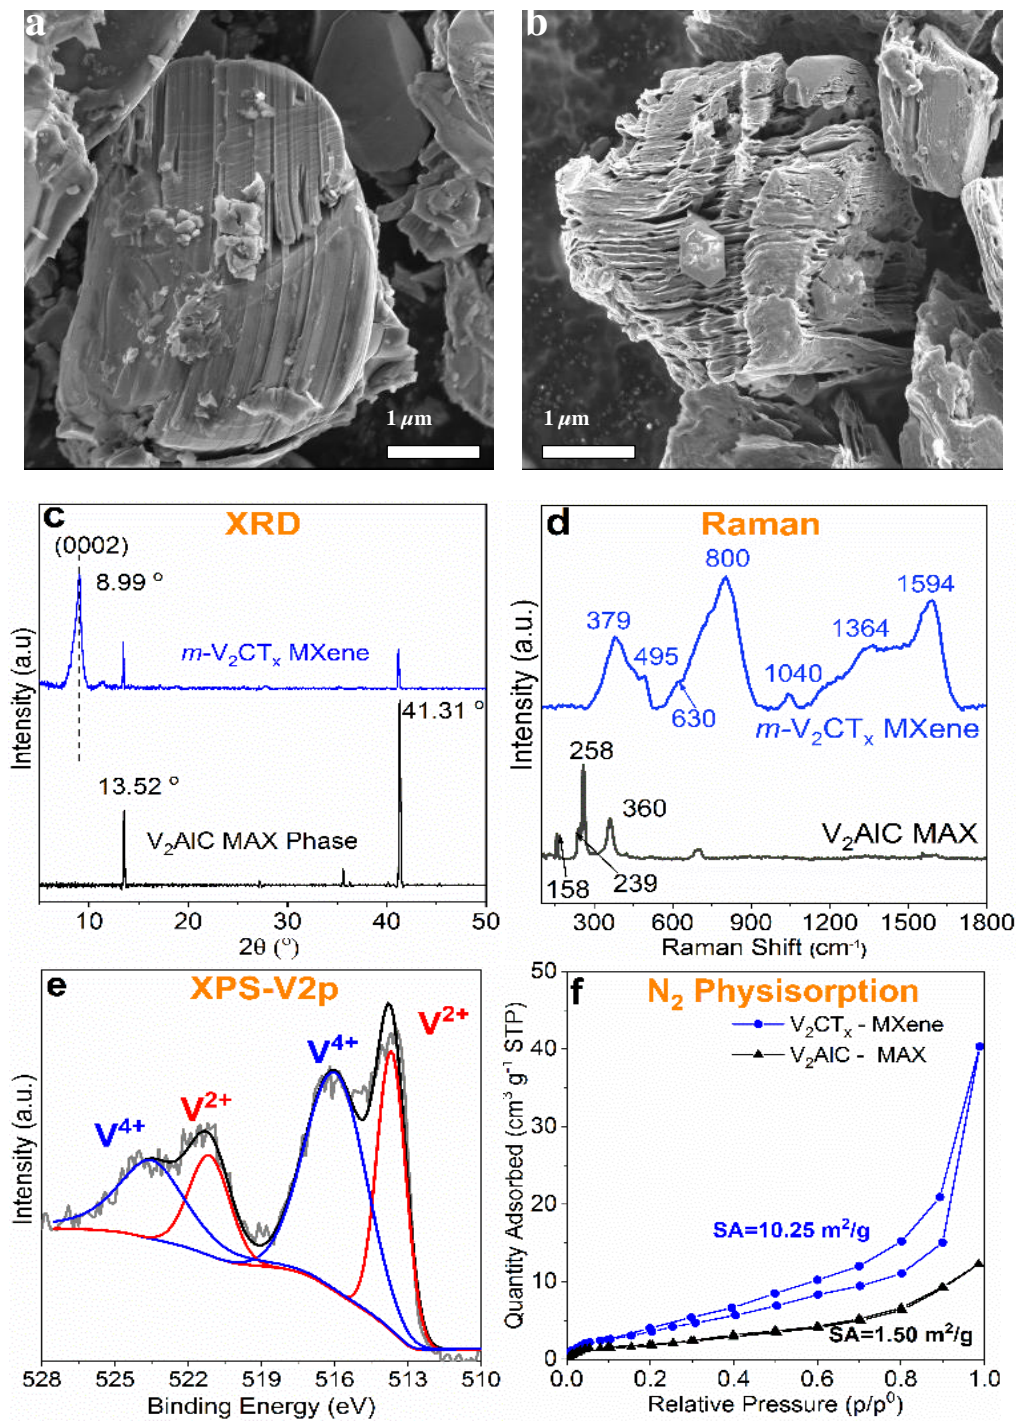 a
1 µm
b
1 µm
c
XRD
(0002)
8.99 °
m-V₂CTₓ MXene
41.31 °
13.52 °
V₂AlC MAX Phase
Intensity (a.u)
10
20
30
40
50
2θ (°)
d
Raman
800
1594
379
1364
495
1040
630
m-V₂CTₓ MXene
258
360
V₂AlC MAX
158
239
Intensity (a.u.)
300
600
900
1200
1500
1800
Raman Shift (cm⁻¹)
e
XPS-V2p
V²⁺
V⁴⁺
V²⁺
V⁴⁺
Intensity (a.u.)
528
525
522
519
516
513
510
Binding Energy (eV)
f
N₂ Physisorption
V₂CTₓ - MXene
V₂AlC - MAX
SA=10.25 m²/g
SA=1.50 m²/g
Quantity Adsorbed (cm³ g⁻¹ STP)
50
40
30
20
10
0
0.0
0.2
0.4
0.6
0.8
1.0
Relative Pressure (p/p⁰)